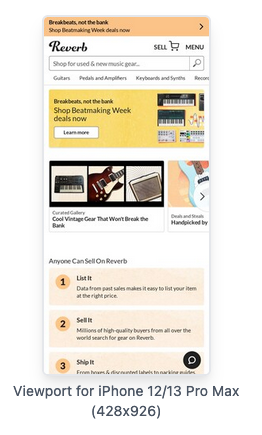 Breakbeats, not the bank
Shop Beatmaking Week deals now
Reverb SELL MENU
Shop for used & new music gear...
Guitars Pedals and Amplifiers Keyboards and Synths Recor
Breakbeats, not the bank
Shop Beatmaking Week
deals now
Learn more
Curated Gallery
Cool Vintage Gear That Won't Break the
Bank
Deals and Steals
Handpicked by
Anyone Can Sell On Reverb
1 List It
Data from past sales makes it easy to list your item
at the right price.
2 Sell It
Millions of high-quality buyers from all over the
world search for gear on Reverb.
3 Ship It
From boxes & discounted labels to packing guides
Viewport for iPhone 12/13 Pro Max
(428x926)